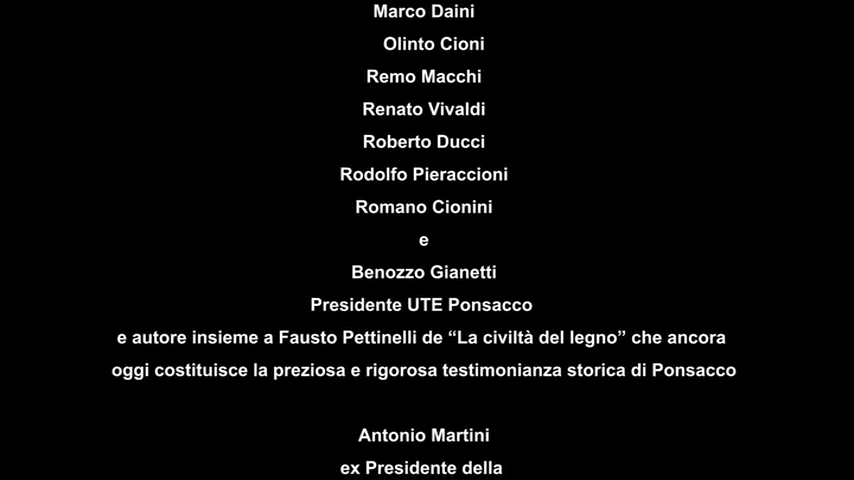 Marco Daini
Olinto Cioni
Remo Macchi
Renato Vivaldi
Roberto Ducci
Rodolfo Pieraccioni
Romano Cionini
e
Benozzo Gianetti
Presidente UTE Ponsacco
e autore insieme a Fausto Pettinelli de “La civiltà del legno” che ancora
oggi costituisce la preziosa e rigorosa testimonianza storica di Ponsacco
Antonio Martini
ex Presidente della